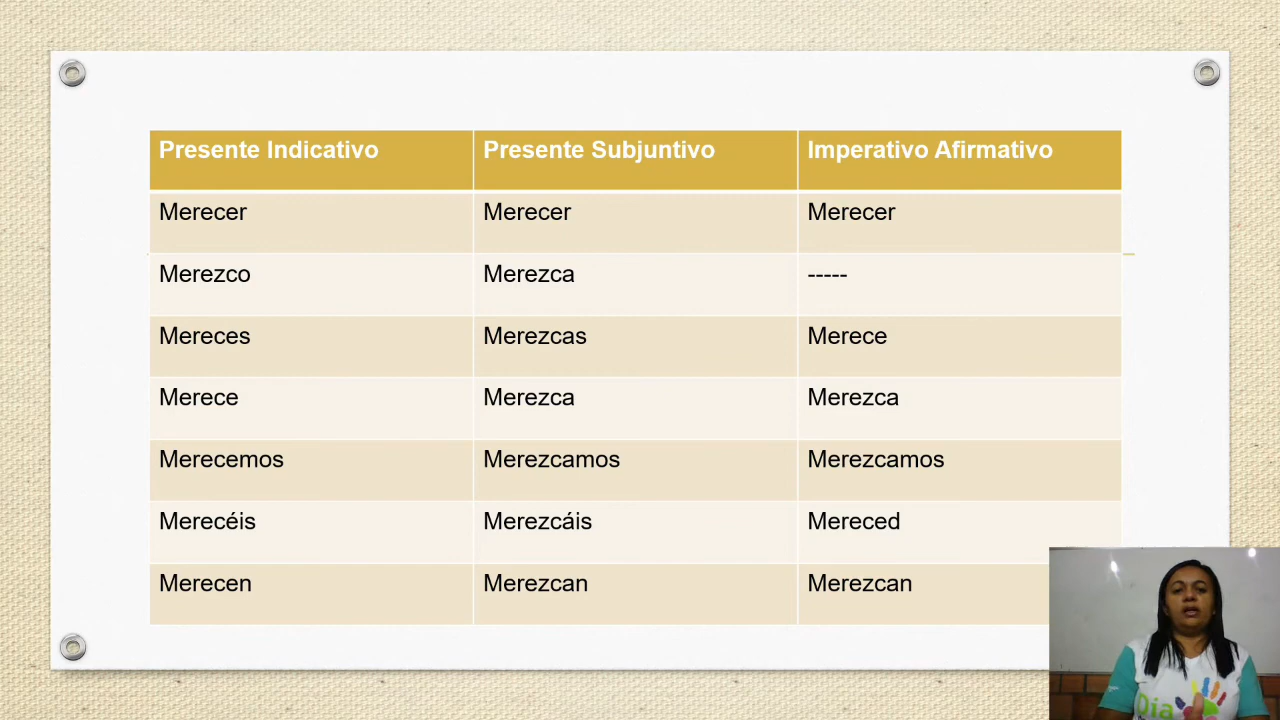 Presente Indicativo Presente Subjuntivo Imperativo Afirmativo
Merecer Merecer Merecer
Merezco Merezca -----
Mereces Merezcas Merece
Merece Merezca Merezca
Merecemos Merezcamos Merezcamos
Merecéis Merezcáis Mereced
Merecen Merezcan Merezcan
Dia